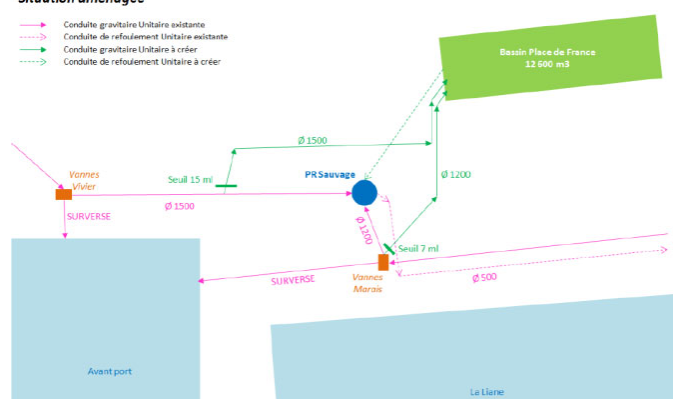 Situation aménagée
Conduite gravitaire Unitaire existante
Conduite de refoulement Unitaire existante
Conduite gravitaire Unitaire à créer
Conduite de refoulement Unitaire à créer
Bassin Place de France
12 600 m3
Ø 1500
Vannes
Vivier
Seuil 15 ml
PR Sauvage
Ø 1200
Ø 1500
SURVERSE
Ø 1200
Seuil 7 ml
SURVERSE
Vannes
Marais
Ø 500
Avant port
La Liane